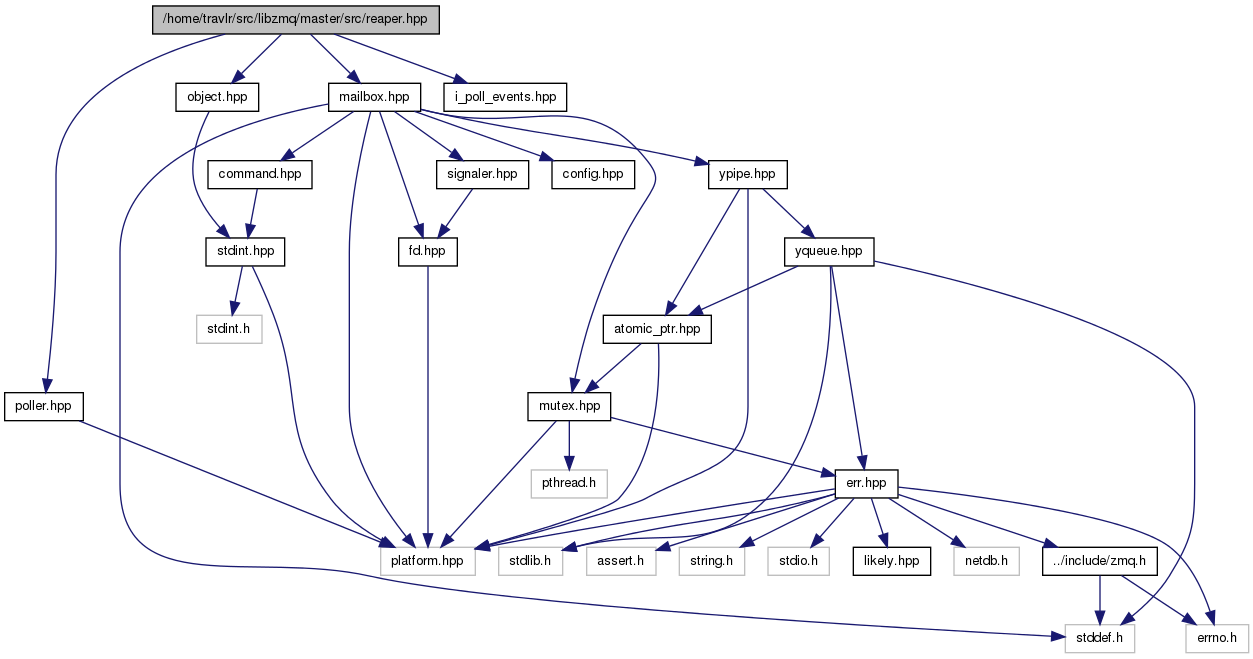 /home/travlr/src/libzmq/master/src/reaper.hpp
object.hpp
mailbox.hpp
i_poll_events.hpp
command.hpp
signaler.hpp
config.hpp
ypipe.hpp
stdint.hpp
fd.hpp
yqueue.hpp
stdint.h
atomic_ptr.hpp
poller.hpp
mutex.hpp
pthread.h
err.hpp
platform.hpp
stdlib.h
assert.h
string.h
stdio.h
likely.hpp
netdb.h
../include/zmq.h
stddef.h
errno.h